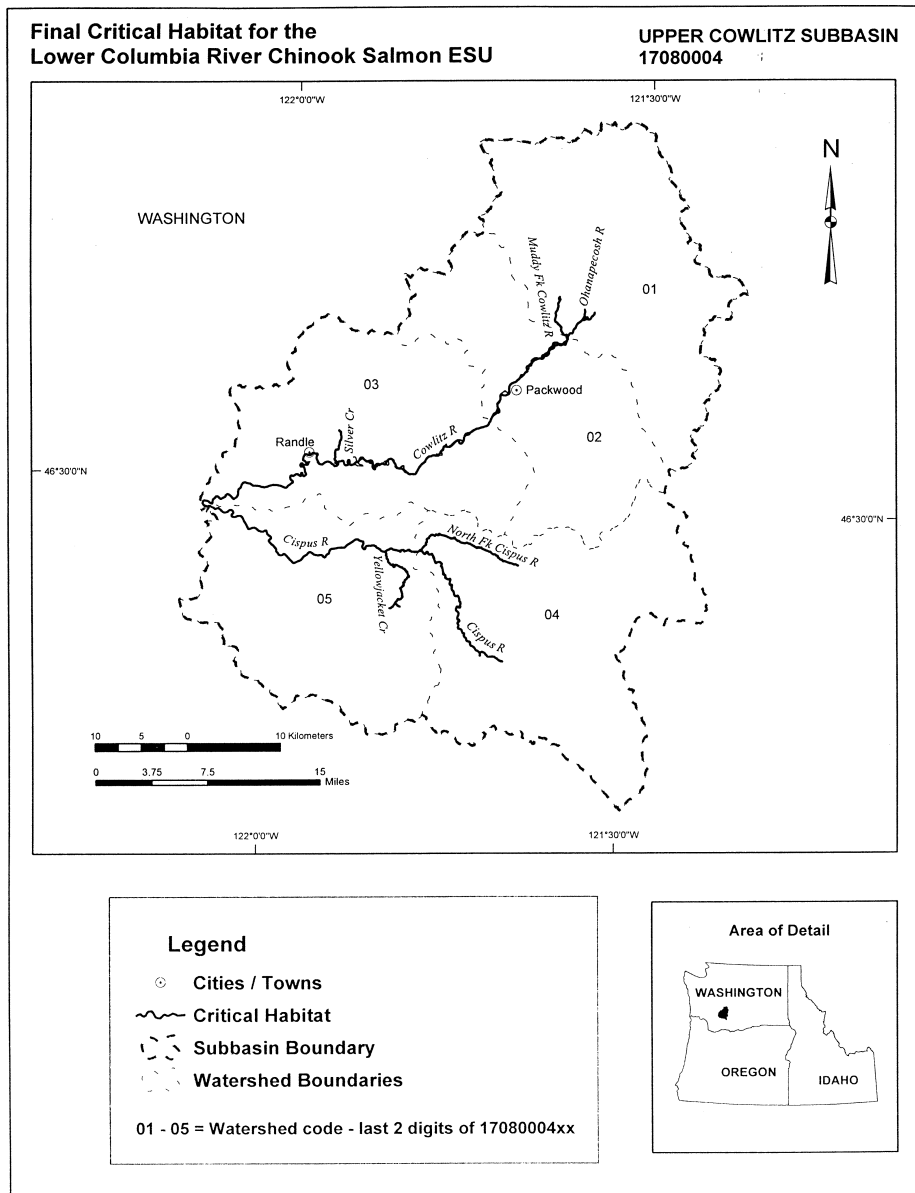 Final Critical Habitat for the
Lower Columbia River Chinook Salmon ESU
UPPER COWLITZ SUBBASIN
17080004
122°0'0"W
121°30'0"W
N
WASHINGTON
Muddy Fk Cowlitz R
Ohanapecosh R
01
03
Packwood
02
Silver Cr
Randle
Cowlitz R
46°30'0"N
46°30'0"N
Cispus R
North Fk Cispus R
Yellowjacket Cr
05
04
Cispus R
10 5 0 10 Kilometers
0 3.75 7.5 15
Miles
122°0'0"W
121°30'0"W
Legend
Cities / Towns
Critical Habitat
Subbasin Boundary
Watershed Boundaries
01 - 05 = Watershed code - last 2 digits of 17080004xx
Area of Detail
WASHINGTON
OREGON
IDAHO